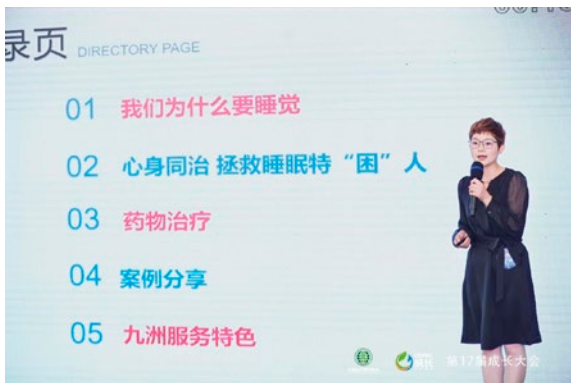 录页 DIRECTORY PAGE
01 我们为什么要睡觉
02 心身同治 拯救睡眠特“困”人
03 药物治疗
04 案例分享
05 九洲服务特色
第17届成长大会